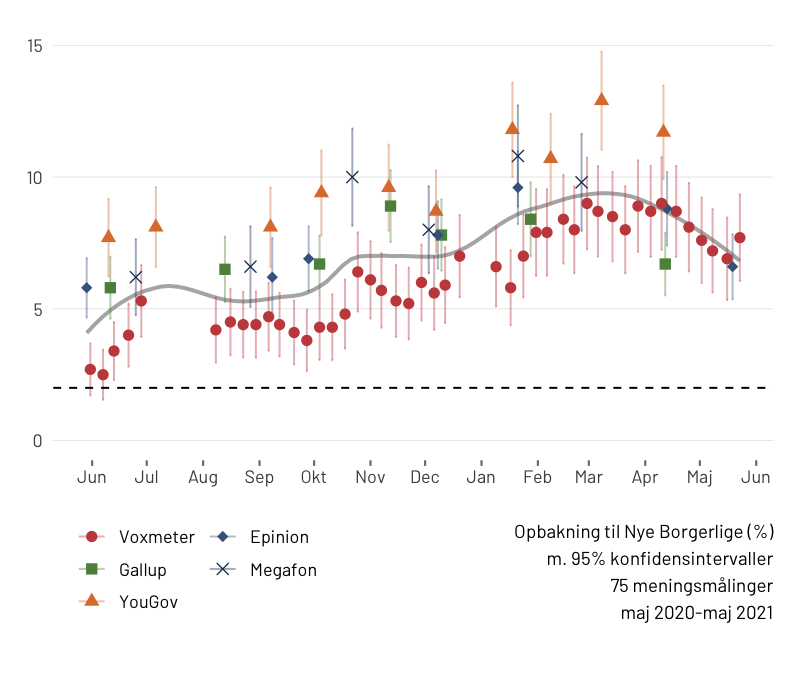 15
10
5
0
Jun Jul Aug Sep Okt Nov Dec Jan Feb Mar Apr Maj Jun
Voxmeter Epinion
Gallup Megafon
YouGov
Opbakning til Nye Borgerlige (%)
m. 95% konfidensintervaller
75 meningsmålinger
maj 2020-maj 2021